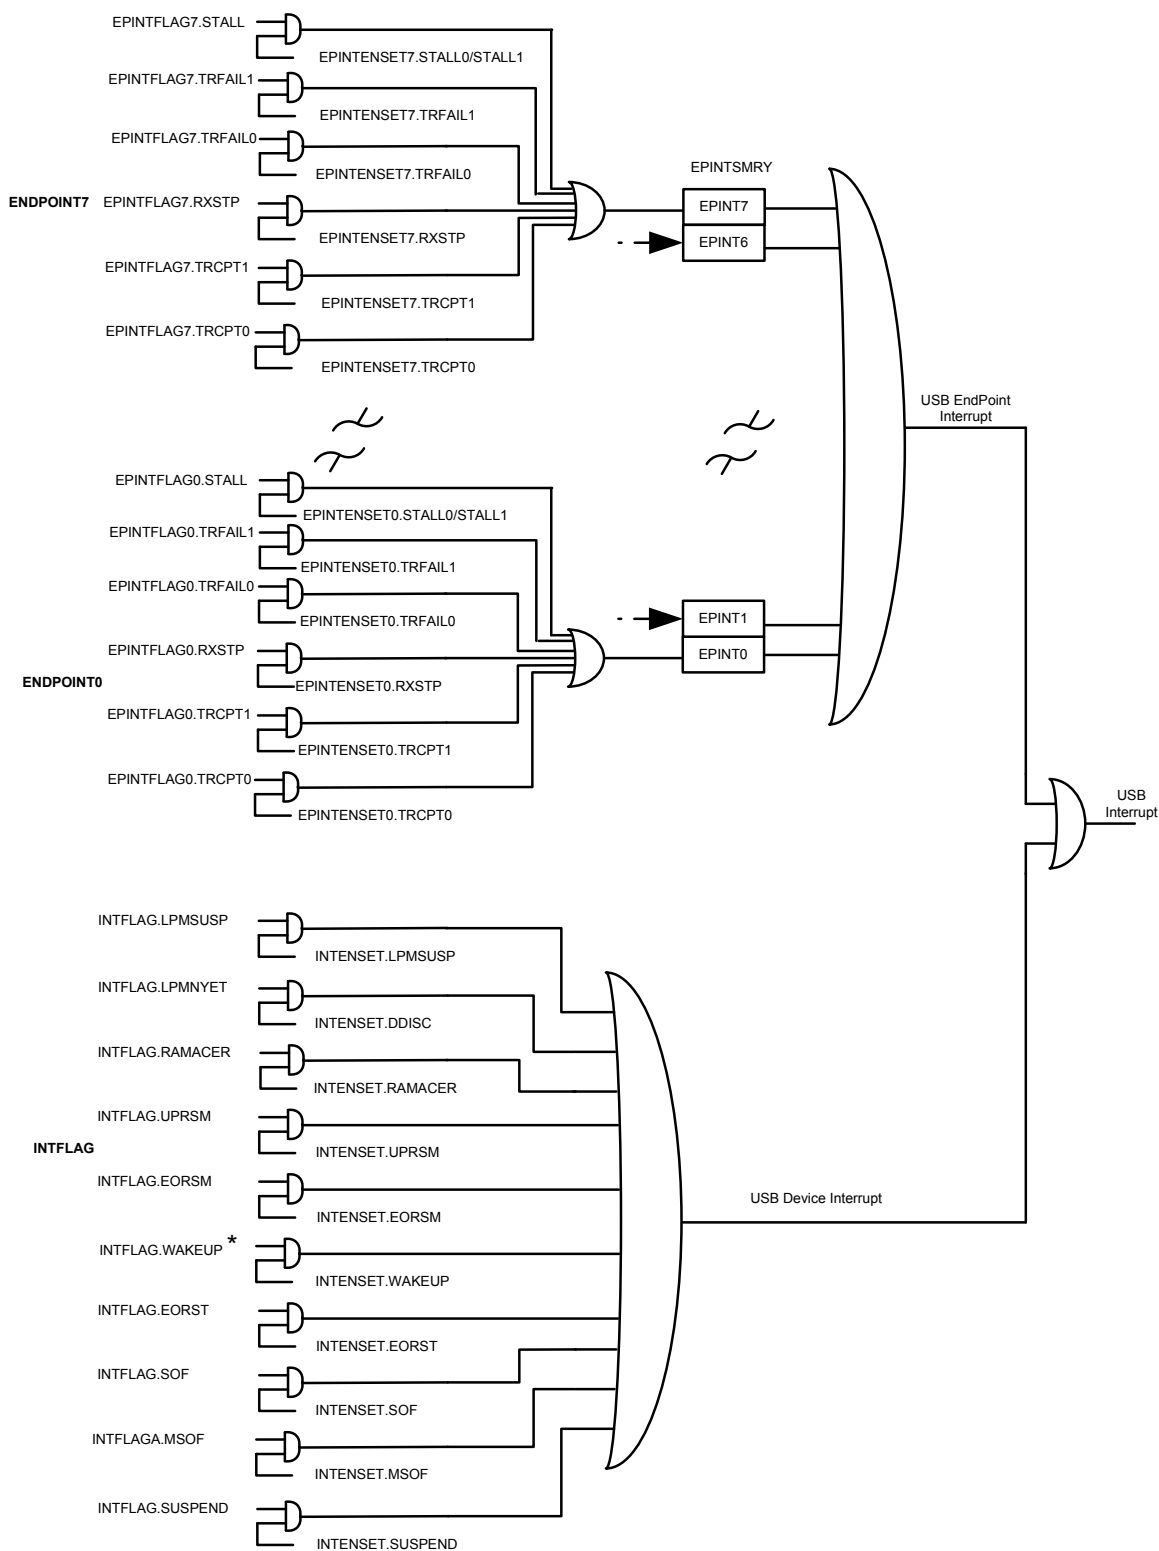 EPINTFLAG7.STALL
EPINTENSET7.STALL0/STALL1
EPINTFLAG7.TRFAIL1
EPINTENSET7.TRFAIL1
EPINTFLAG7.TRFAIL0
EPINTENSET7.TRFAIL0
ENDPOINT7
EPINTFLAG7.RXSTP
EPINTENSET7.RXSTP
EPINTFLAG7.TRCPT1
EPINTENSET7.TRCPT1
EPINTFLAG7.TRCPT0
EPINTENSET7.TRCPT0
EPINTSMRY
EPINT7
EPINT6
USB EndPoint
Interrupt
EPINTFLAG0.STALL
EPINTENSET0.STALL0/STALL1
EPINTFLAG0.TRFAIL1
EPINTENSET0.TRFAIL1
EPINTFLAG0.TRFAIL0
EPINTENSET0.TRFAIL0
EPINTFLAG0.RXSTP
ENDPOINT0
EPINTENSET0.RXSTP
EPINTFLAG0.TRCPT1
EPINTENSET0.TRCPT1
EPINTFLAG0.TRCPT0
EPINTENSET0.TRCPT0
EPINT1
EPINT0
USB
Interrupt
INTFLAG.LPMSUSP
INTENSET.LPMSUSP
INTFLAG.LPMNYET
INTENSET.DDISC
INTFLAG.RAMACER
INTENSET.RAMACER
INTFLAG.UPRSM
INTFLAG
INTENSET.UPRSM
INTFLAG.EORSM
INTENSET.EORSM
INTFLAG.WAKEUP *
INTENSET.WAKEUP
INTFLAG.EORST
INTENSET.EORST
INTFLAG.SOF
INTENSET.SOF
INTFLAGA.MSOF
INTENSET.MSOF
INTFLAG.SUSPEND
INTENSET.SUSPEND
USB Device Interrupt